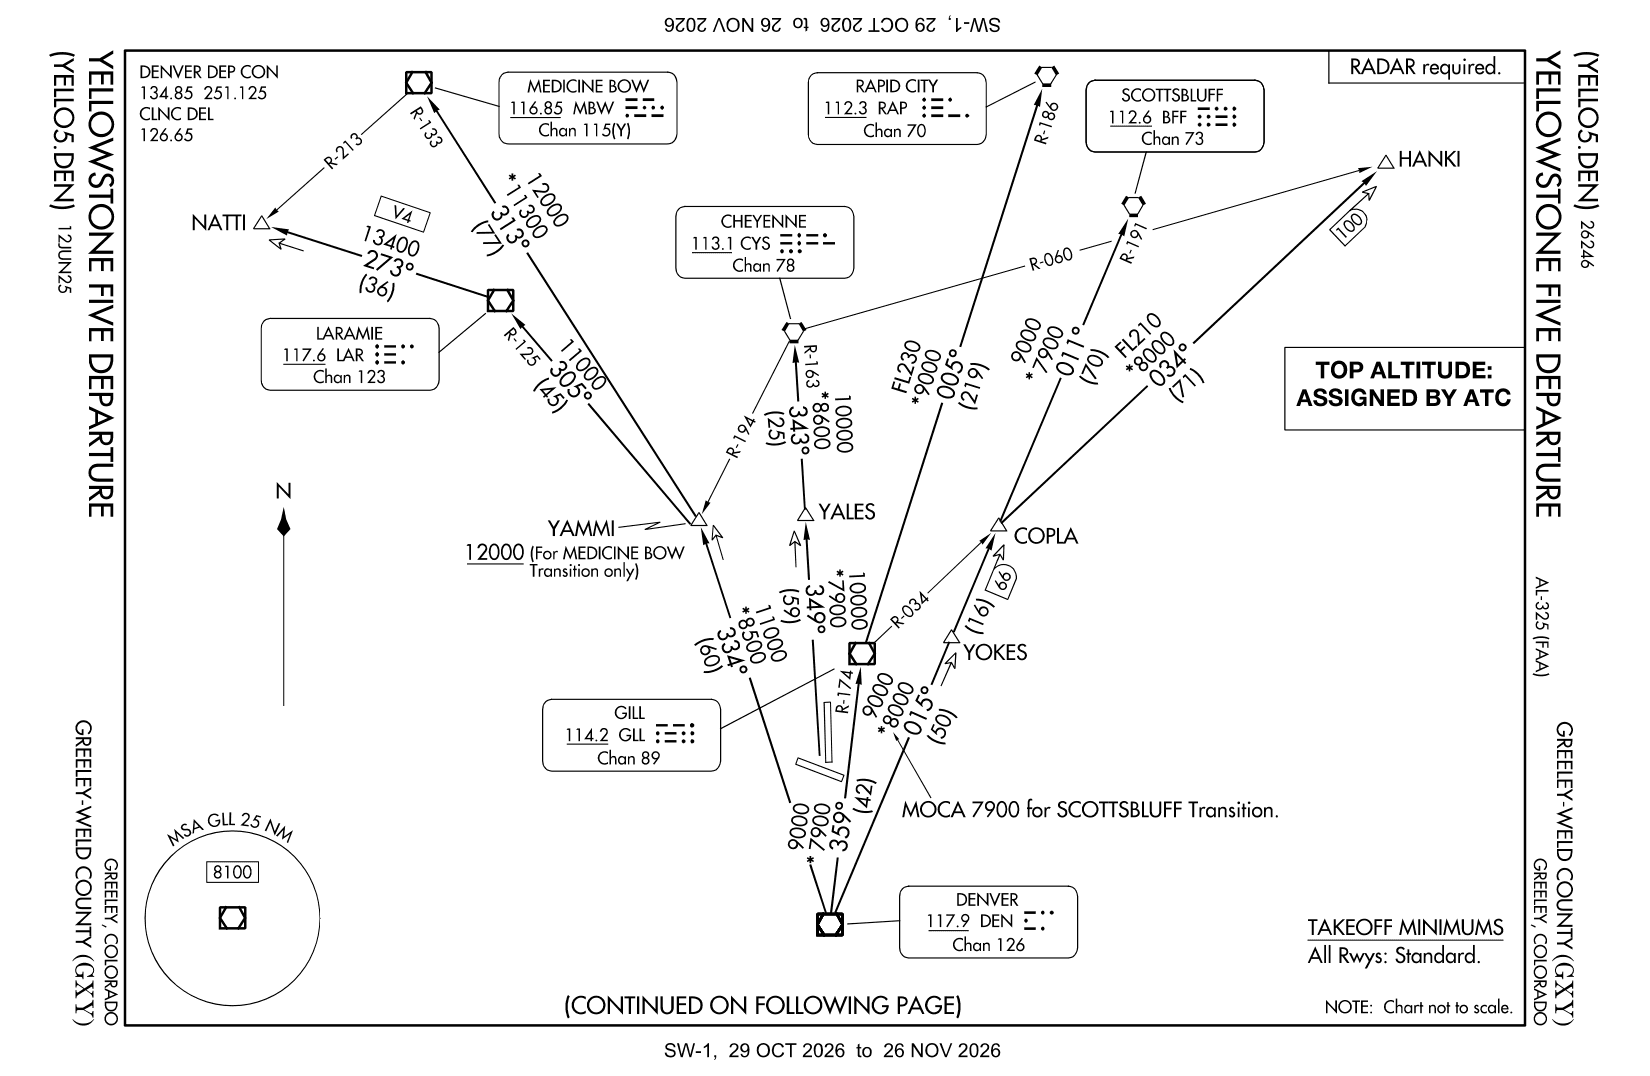 SW-1, 29 OCT 2026 to 26 NOV 2026
YELLOWSTONE FIVE DEPARTURE
(YELLO5.DEN) 12JUN25
GREELEY-WELD COUNTY (GXY)
GREELEY, COLORADO
DENVER DEP CON
134.85 251.125
CLNC DEL
126.65
MEDICINE BOW
116.85 MBW
Chan 115(Y)
RAPID CITY
112.3 RAP
Chan 70
SCOTTSBLUFF
112.6 BFF
Chan 73
RADAR required.
HANKI
100
R-213
R-133
R-186
R-191
R-060
NATTI
V4
13400
273°
(36)
12000
*11300
313°
(77)
CHEYENNE
113.1 CYS
Chan 78
LARAMIE
117.6 LAR
Chan 123
R-125
11000
305°
(45)
R-163
10000
*8600
343°
(25)
R-194
FL230
*9000
005°
(219)
9000
*7900
011°
(70)
FL210
*8000
034°
(71)
TOP ALTITUDE:
ASSIGNED BY ATC
N
YAMMI
12000 (For MEDICINE BOW
Transition only)
YALES
COPLA
66
(16)
R-034
YOKES
11000
*8500
334°
(60)
10000
*7900
349°
(59)
R-174
9000
*8000
015°
(50)
GILL
114.2 GLL
Chan 89
MOCA 7900 for SCOTTSBLUFF Transition.
9000
*7900
359°
(42)
MSA GLL 25 NM
8100
DENVER
117.9 DEN
Chan 126
TAKEOFF MINIMUMS
All Rwys: Standard.
(CONTINUED ON FOLLOWING PAGE)
NOTE: Chart not to scale.
(YELLO5.DEN) 26246
YELLOWSTONE FIVE DEPARTURE
AL-325 (FAA)
GREELEY-WELD COUNTY (GXY)
GREELEY, COLORADO
SW-1, 29 OCT 2026 to 26 NOV 2026